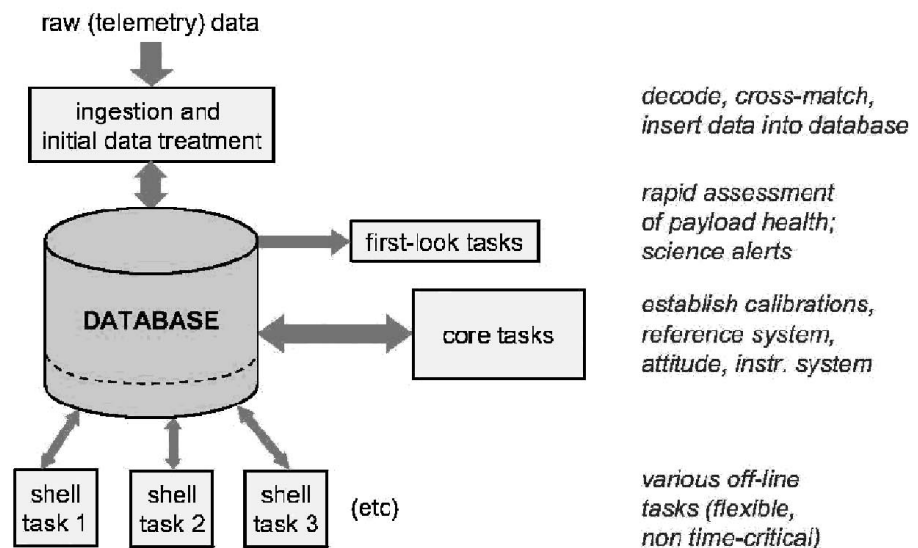 raw (telemetry) data
ingestion and
initial data treatment
decode, cross-match,
insert data into database
rapid assessment
of payload health;
science alerts
first-look tasks
DATABASE
core tasks
establish calibrations,
reference system,
attitude, instr. system
shell
task 1
shell
task 2
shell
task 3
(etc)
various off-line
tasks (flexible,
non time-critical)